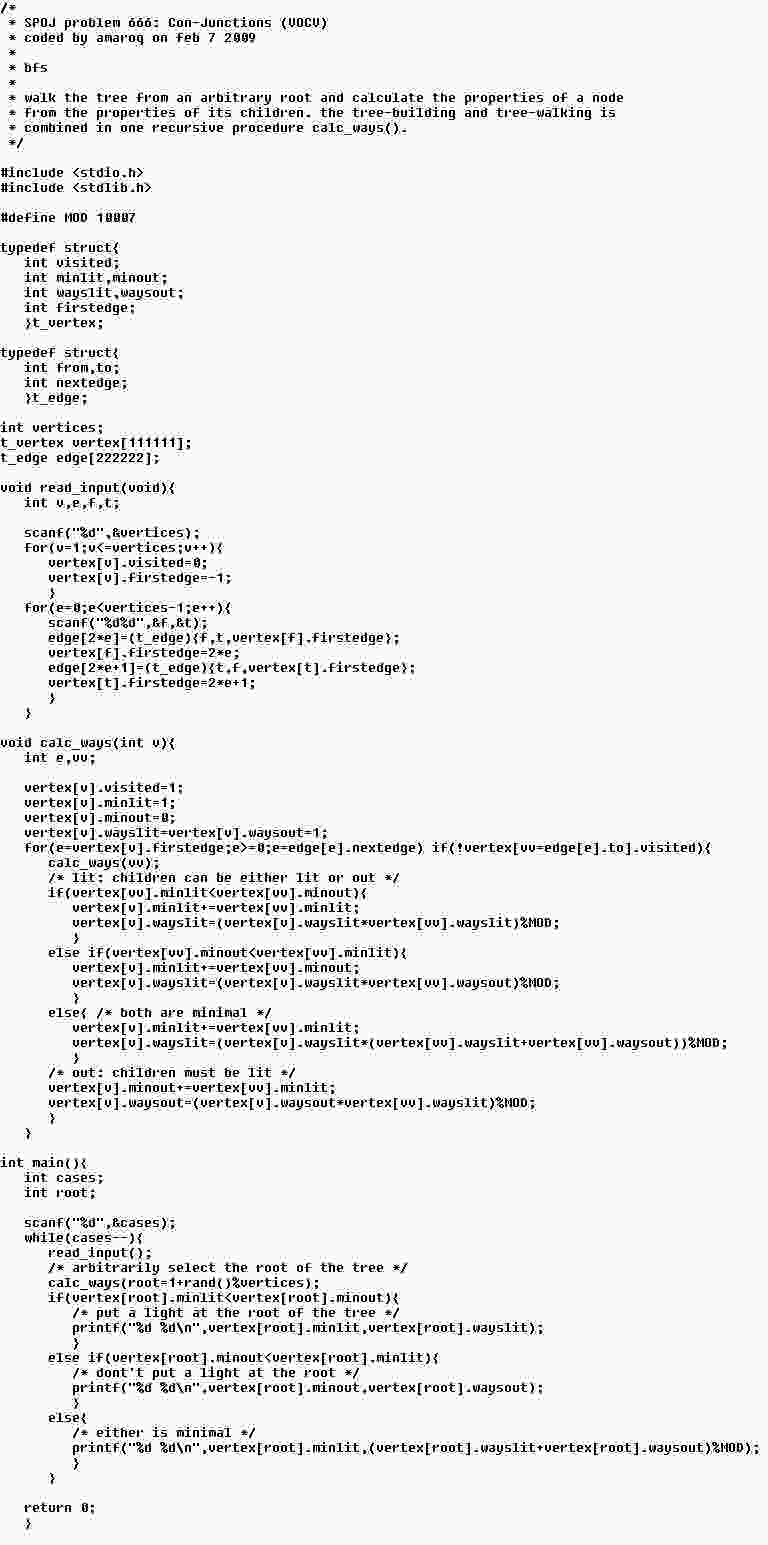 /*
 * SPOJ problem 666: Con-Junctions (VOCV)
 * coded by amaroq on feb 7 2009
 *
 * bfs
 *
 * walk the tree from an arbitrary root and calculate the properties of a node
 * from the properties of its children. the tree-building and tree-walking is
 * combined in one recursive procedure calc_ways().
 */

#include <stdio.h>
#include <stdlib.h>

#define MOD 10007

typedef struct{
   int visited;
   int minlit,minout;
   int wayslit,waysout;
   int firstedge;
   }t_vertex;

typedef struct{
   int from,to;
   int nextedge;
   }t_edge;

int vertices;
t_vertex vertex[111111];
t_edge edge[222222];

void read_input(void){
   int v,e,f,t;

   scanf("%d",&vertices);
   for(v=1;v<=vertices;v++){
      vertex[v].visited=0;
      vertex[v].firstedge=-1;
      }
   for(e=0;e<vertices-1;e++){
      scanf("%d%d",&f,&t);
      edge[2*e]=(t_edge){f,t,vertex[f].firstedge};
      vertex[f].firstedge=2*e;
      edge[2*e+1]=(t_edge){t,f,vertex[t].firstedge};
      vertex[t].firstedge=2*e+1;
      }
   }

void calc_ways(int v){
   int e,vv;

   vertex[v].visited=1;
   vertex[v].minlit=1;
   vertex[v].minout=0;
   vertex[v].wayslit=vertex[v].waysout=1;
   for(e=vertex[v].firstedge;e>=0;e=edge[e].nextedge) if(!vertex[vv=edge[e].to].visited){
      calc_ways(vv);
      /* lit: children can be either lit or out */
      if(vertex[vv].minlit<vertex[vv].minout){
         vertex[v].minlit+=vertex[vv].minlit;
         vertex[v].wayslit=(vertex[v].wayslit*vertex[vv].wayslit)%MOD;
         }
      else if(vertex[vv].minout<vertex[vv].minlit){
         vertex[v].minlit+=vertex[vv].minout;
         vertex[v].wayslit=(vertex[v].wayslit*vertex[vv].waysout)%MOD;
         }
      else{ /* both are minimal */
         vertex[v].minlit+=vertex[vv].minlit;
         vertex[v].wayslit=(vertex[v].wayslit*(vertex[vv].wayslit+vertex[vv].waysout))%MOD;
         }
      /* out: children must be lit */
      vertex[v].minout+=vertex[vv].minlit;
      vertex[v].waysout=(vertex[v].waysout*vertex[vv].wayslit)%MOD;
      }
   }

int main(){
   int cases;
   int root;

   scanf("%d",&cases);
   while(cases--){
      read_input();
      /* arbitrarily select the root of the tree */
      calc_ways(root=1+rand()%vertices);
      if(vertex[root].minlit<vertex[root].minout){
         /* put a light at the root of the tree */
         printf("%d %d\n",vertex[root].minlit,vertex[root].wayslit);
         }
      else if(vertex[root].minout<vertex[root].minlit){
         /* dont't put a light at the root */
         printf("%d %d\n",vertex[root].minout,vertex[root].waysout);
         }
      else{
         /* either is minimal */
         printf("%d %d\n",vertex[root].minlit,(vertex[root].wayslit+vertex[root].waysout)%MOD);
         }
      }

   return 0;
   }